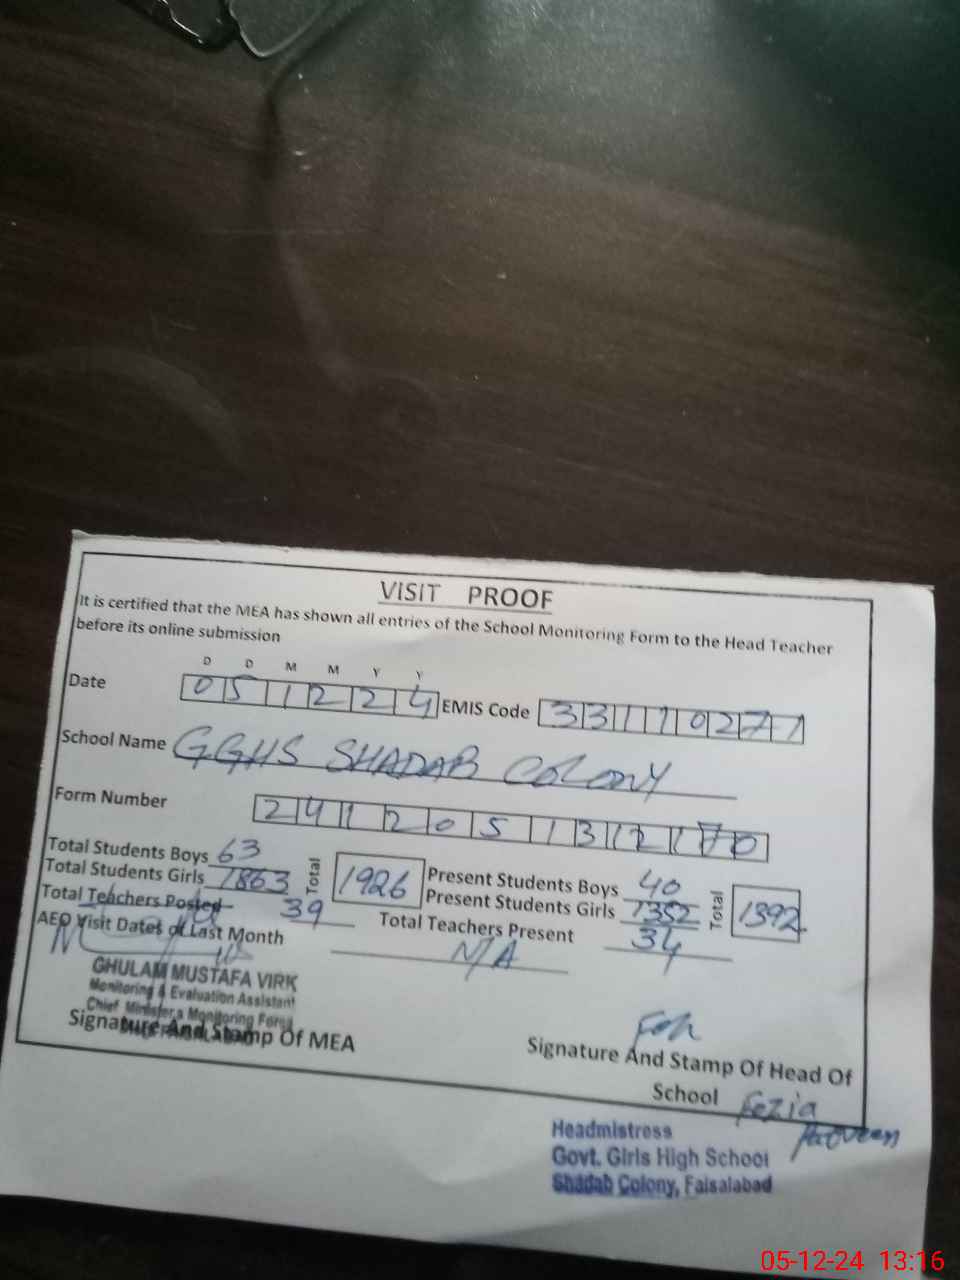 VISIT PROOF
It is certified that the MEA has shown all entries of the School Monitoring Form to the Head Teacher
before its online submission
D D M M Y Y
Date 0 5 1 2 2 4 EMIS Code 3 3 1 1 0 2 7 1
School Name GGHS SHADAB COLONY
Form Number 2 4 1 2 0 5 1 3 1 2 1 7 0
Total Students Boys 63 Total 1926 Present Students Boys 40 Total 1392
Total Students Girls 1863 Present Students Girls 1352
Total Teachers Posted 39 Total Teachers Present 34
AEO Visit Dates of Last Month N/A
GHULAM MUSTAFA VIRK
Monitoring & Evaluation Assistant
Chief Minister,s Monitoring Force
Signature And Stamp Of MEA
Signature And Stamp Of Head Of
School Fozia
Parveen
Headmistress
Govt. Girls High School
Shadab Colony, Faisalabad
05-12-24 13:16